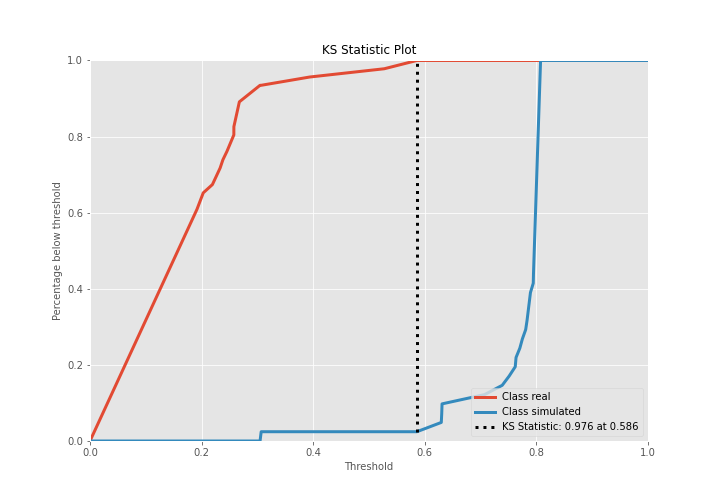 KS Statistic Plot
1.0
0.8
0.6
0.4
0.2
0.0
Percentage below threshold
Class real
Class simulated
KS Statistic: 0.976 at 0.586
0.0 0.2 0.4 0.6 0.8 1.0
Threshold